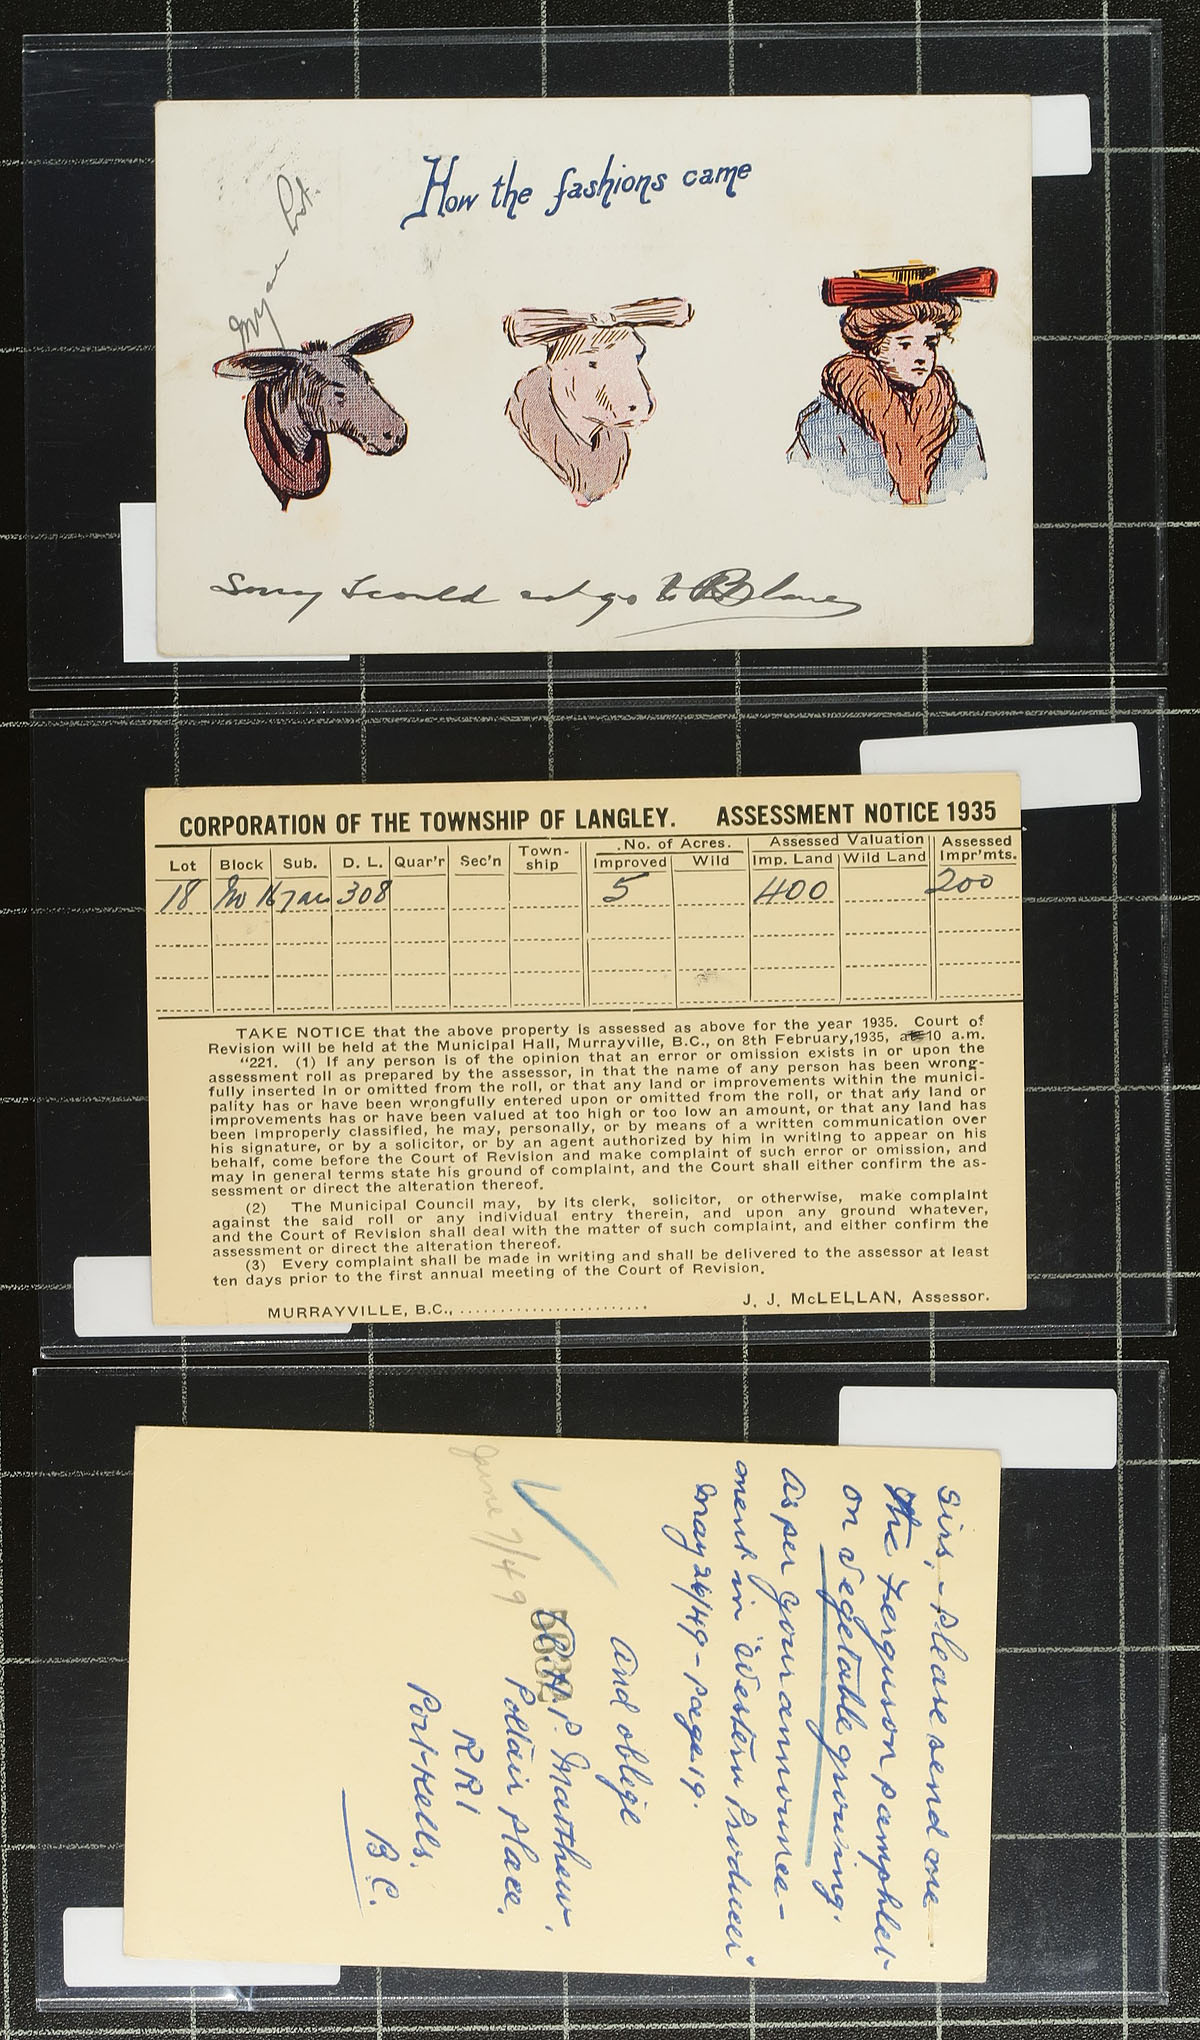 How the fashions came
Sorry I could not go to Blaney
CORPORATION OF THE TOWNSHIP OF LANGLEY. ASSESSMENT NOTICE 1935
Lot Block Sub. D. L. Quar'r Sec'n Town-ship No. of Acres. Improved Wild Assessed Valuation Imp. Land Wild Land Assessed Impr'mts.
18 308 5 400 200
TAKE NOTICE that the above property is assessed as above for the year 1935. Court of
Revision will be held at the Municipal Hall, Murrayville, B.C., on 8th February,1935, at 10 a.m.
"221. (1) If any person is of the opinion that an error or omission exists in or upon the
assessment roll as prepared by the assessor, in that the name of any person has been wrong-
fully inserted in or omitted from the roll, or that any land or improvements within the munici-
pality has or have been wrongfully entered upon or omitted from the roll, or that any land or
improvements has or have been valued at too high or too low an amount, or that any land has
been improperly classified, he may, personally, or by means of a written communication over
his signature, or by a solicitor, or by an agent authorized by him in writing to appear on his
behalf, come before the Court of Revision and make complaint of such error or omission, and
may in general terms state his ground of complaint, and the Court shall either confirm the as-
sessment or direct the alteration thereof.
(2) The Municipal Council may, by its clerk, solicitor, or otherwise, make complaint
against the said roll or any individual entry therein, and upon any ground whatever,
and the Court of Revision shall deal with the matter of such complaint, and either confirm the
assessment or direct the alteration thereof.
(3) Every complaint shall be made in writing and shall be delivered to the assessor at least
ten days prior to the first annual meeting of the Court of Revision.
MURRAYVILLE, B.C., ........................ J. J. McLELLAN, Assessor.
Sirs, - Please send me
the Ferguson pamphlet
on Vegetable growing.
As per your announce-
ment in "Western Producer"
May 26/49 - Page 19.
And oblige
P. Matthew.
Poltair Place,
RR1
Port Kells.
B.C.
June 7/49